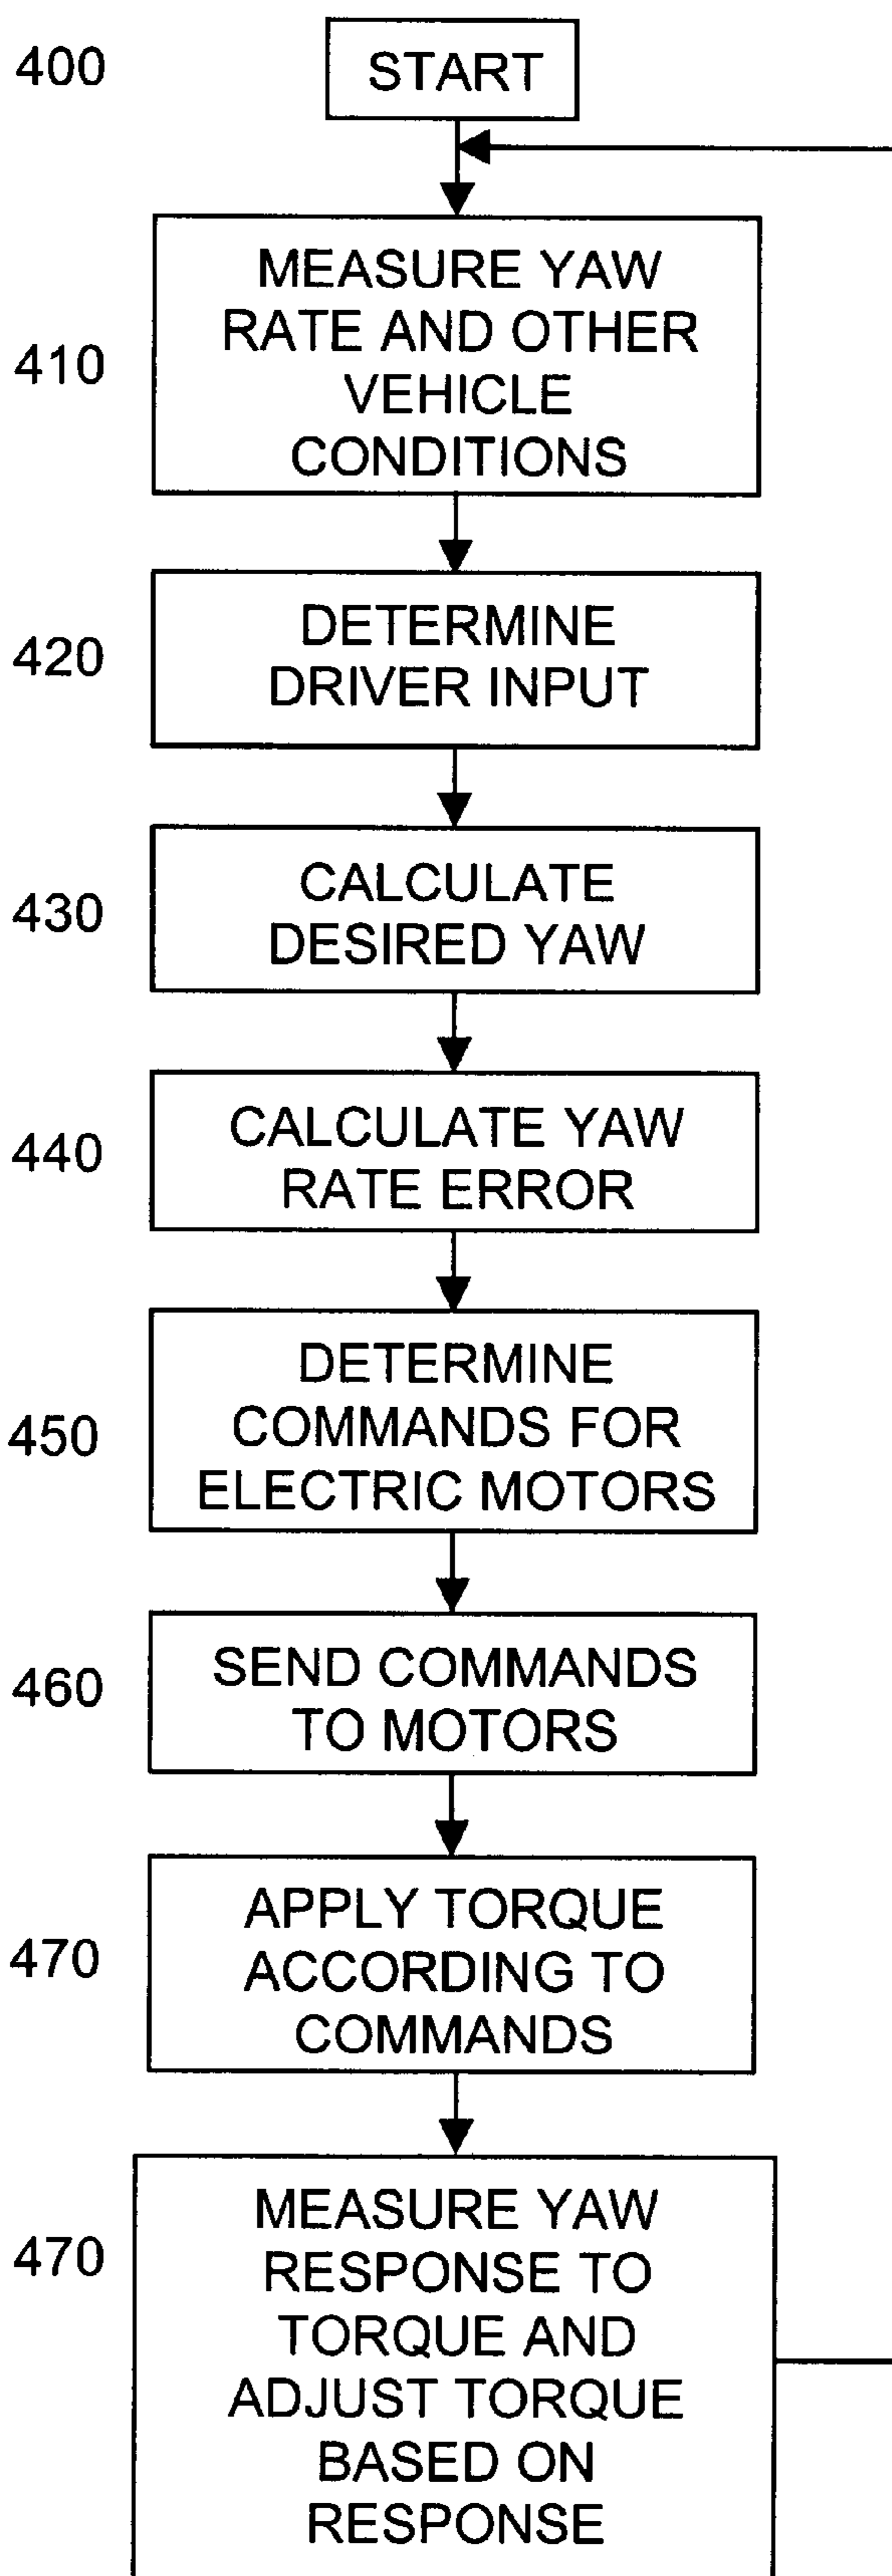 400
START
410
MEASURE YAW
RATE AND OTHER
VEHICLE
CONDITIONS
420
DETERMINE
DRIVER INPUT
430
CALCULATE
DESIRED YAW
440
CALCULATE YAW
RATE ERROR
450
DETERMINE
COMMANDS FOR
ELECTRIC MOTORS
460
SEND COMMANDS
TO MOTORS
470
APPLY TORQUE
ACCORDING TO
COMMANDS
470
MEASURE YAW
RESPONSE TO
TORQUE AND
ADJUST TORQUE
BASED ON
RESPONSE